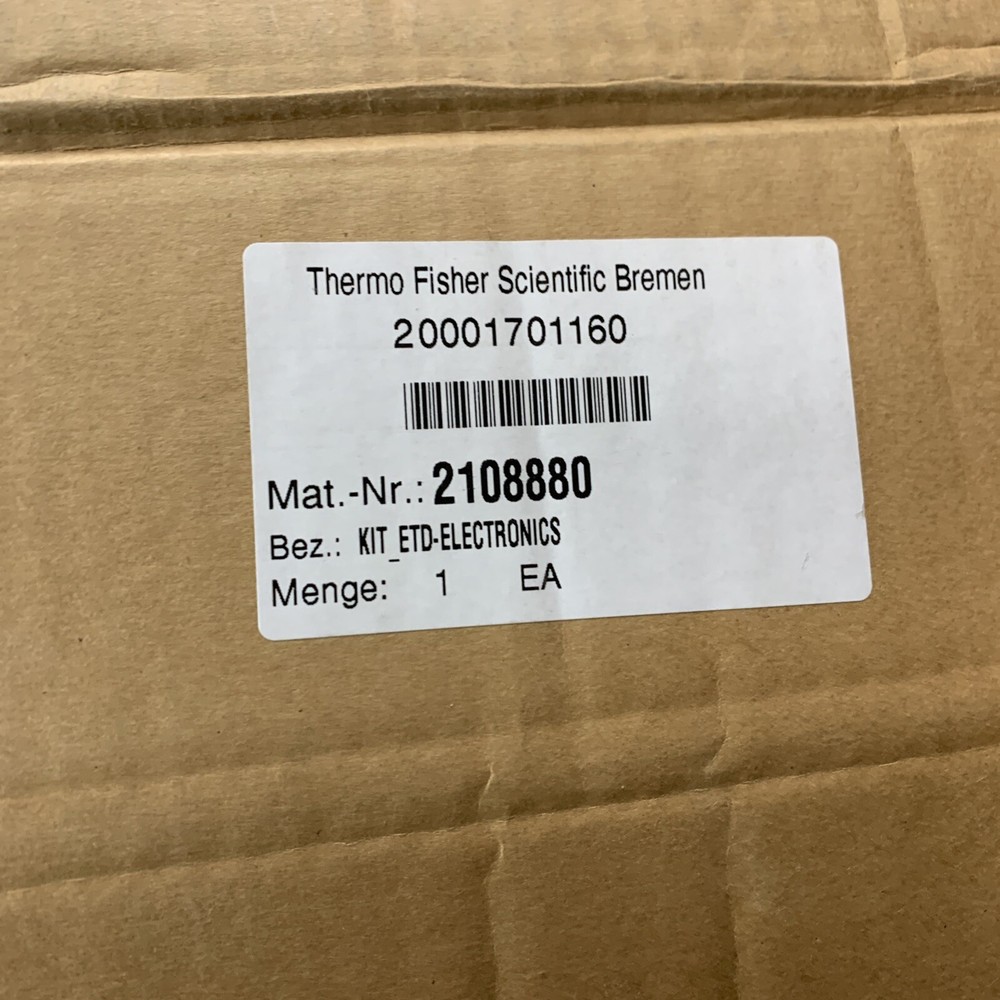 Thermo Fisher Scientific Bremen
20001701160
Mat.-Nr.: 2108880
Bez.: KIT_ETD-ELECTRONICS
Menge: 1 EA